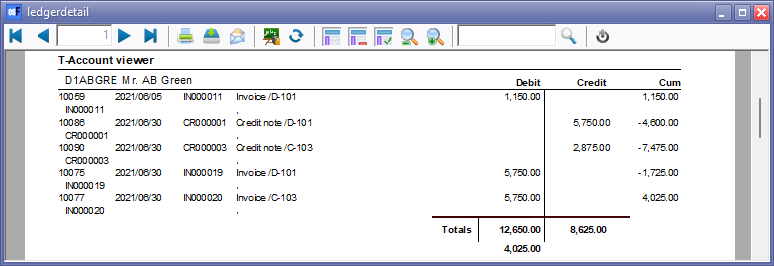 ledgerdetail
1
T-Account viewer
D1ABGRE Mr. AB Green Debit Credit Cum
10059 2021/06/05 IN000011 Invoice /D-101 1,150.00 1,150.00
IN000011 ,
10086 2021/06/30 CR000001 Credit note /D-101 5,750.00 -4,600.00
CR000001 ,
10090 2021/06/30 CR000003 Credit note /C-103 2,875.00 -7,475.00
CR000003 ,
10075 2021/06/30 IN000019 Invoice /D-101 5,750.00 -1,725.00
IN000019 ,
10077 2021/06/30 IN000020 Invoice /C-103 5,750.00 4,025.00
IN000020 ,
Totals 12,650.00 8,625.00
4,025.00